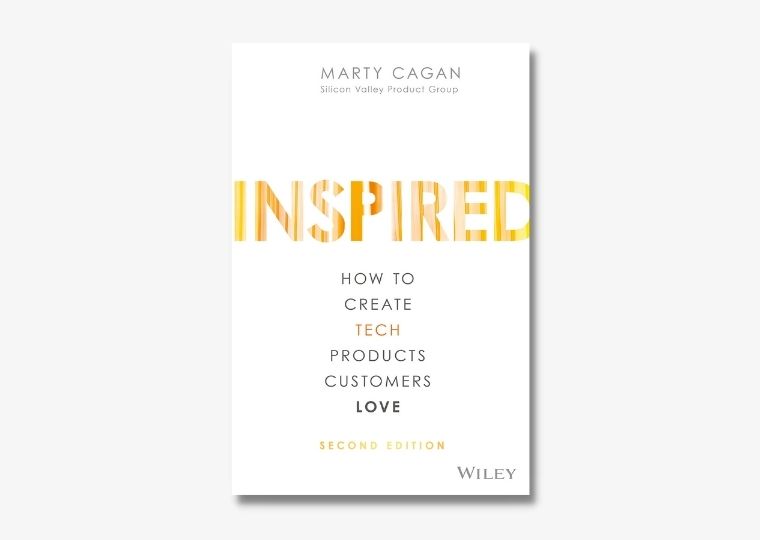 MARTY CAGAN
Silicon Valley Product Group
INSPIRED
HOW TO
CREATE
TECH
PRODUCTS
CUSTOMERS
LOVE
SECOND EDITION
WILEY